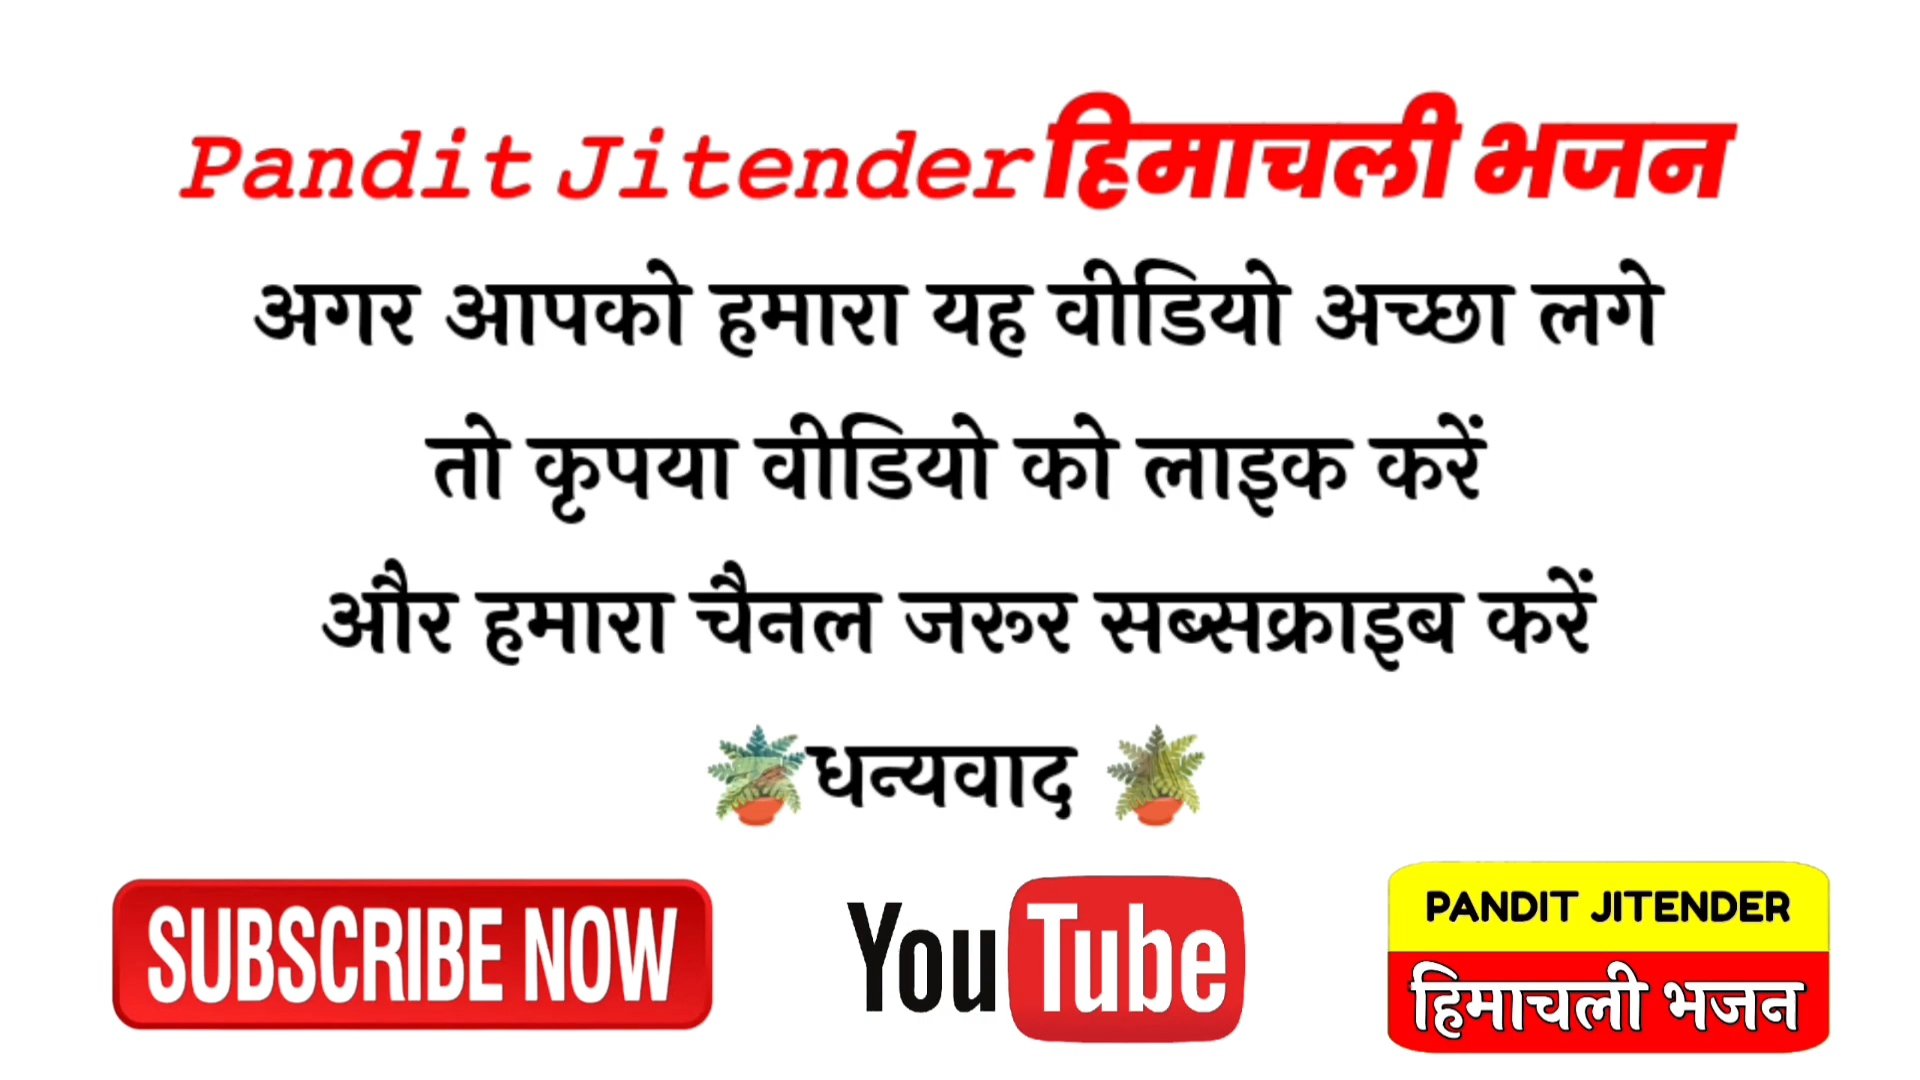 Pandit Jitender हिमाचली भजन
अगर आपको हमारा यह वीडियो अच्छा लगे
तो कृपया वीडियो को लाइक करें
और हमारा चैनल जरूर सब्सक्राइब करें
धन्यवाद
SUBSCRIBE NOW
YouTube
PANDIT JITENDER
हिमाचली भजन